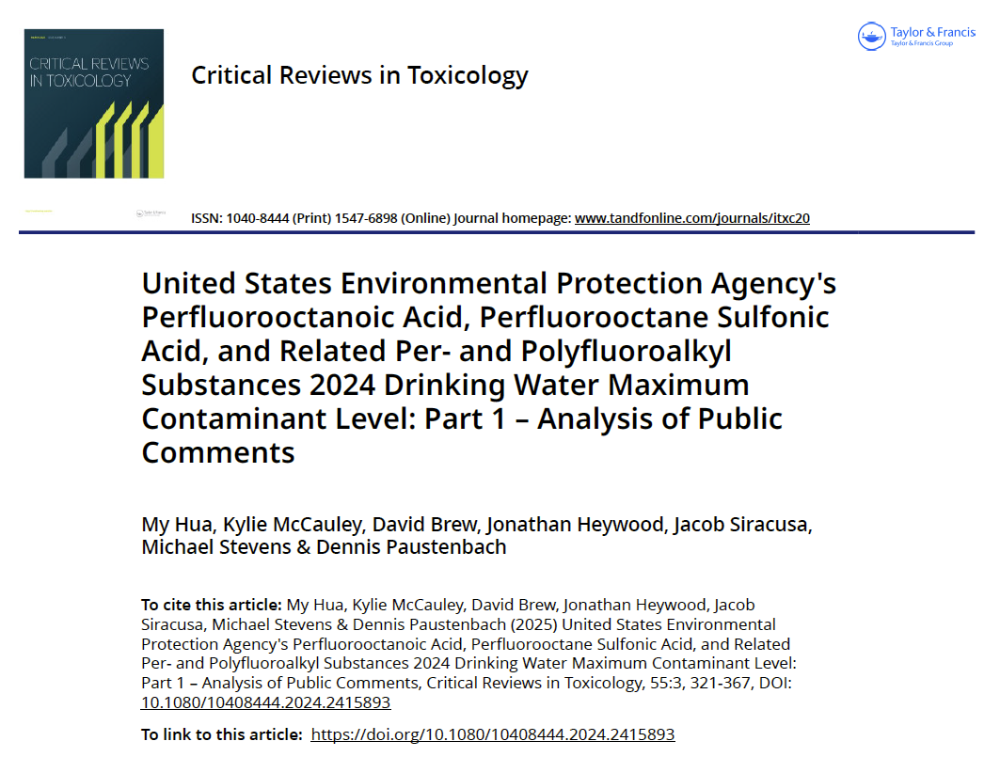 CRITICAL REVIEWS
IN TOXICOLOGY
Critical Reviews in Toxicology
Taylor & Francis
Taylor & Francis Group
ISSN: 1040-8444 (Print) 1547-6898 (Online) Journal homepage: www.tandfonline.com/journals/itxc20
United States Environmental Protection Agency's
Perfluorooctanoic Acid, Perfluorooctane Sulfonic
Acid, and Related Per- and Polyfluoroalkyl
Substances 2024 Drinking Water Maximum
Contaminant Level: Part 1 – Analysis of Public
Comments
My Hua, Kylie McCauley, David Brew, Jonathan Heywood, Jacob Siracusa,
Michael Stevens & Dennis Paustenbach
To cite this article: My Hua, Kylie McCauley, David Brew, Jonathan Heywood, Jacob
Siracusa, Michael Stevens & Dennis Paustenbach (2025) United States Environmental
Protection Agency's Perfluorooctanoic Acid, Perfluorooctane Sulfonic Acid, and Related
Per- and Polyfluoroalkyl Substances 2024 Drinking Water Maximum Contaminant Level:
Part 1 – Analysis of Public Comments, Critical Reviews in Toxicology, 55:3, 321-367, DOI:
10.1080/10408444.2024.2415893
To link to this article: https://doi.org/10.1080/10408444.2024.2415893